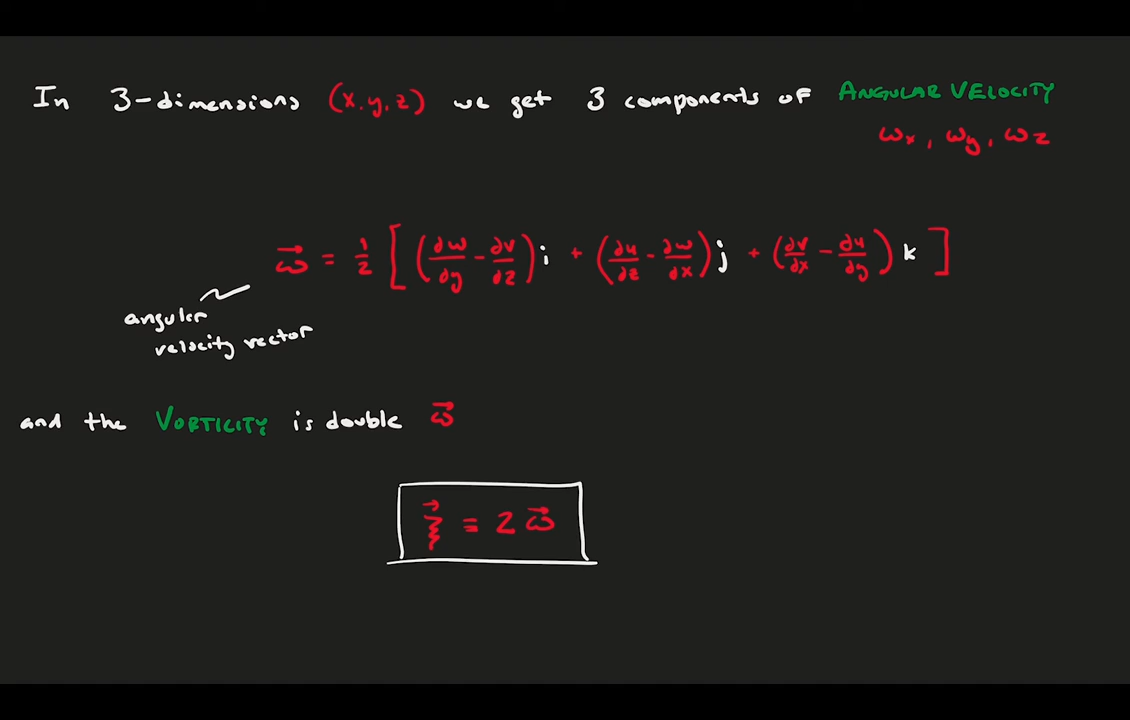 In 3-dimensions (x,y,z) we get 3 components of ANGULAR VELOCITY
ωx, ωy, ωz
ω⃗ = 1/2 [ (∂w/∂y - ∂v/∂z) i + (∂u/∂z - ∂w/∂x) j + (∂v/∂x - ∂u/∂y) k ]
angular
velocity vector
and the VORTICITY is double ω⃗
ξ⃗ ≡ 2 ω⃗